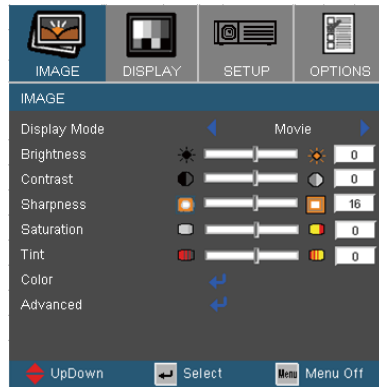 IMAGE DISPLAY SETUP OPTIONS
IMAGE
Display Mode Movie
Brightness 0
Contrast 0
Sharpness 16
Saturation 0
Tint 0
Color
Advanced
UpDown Select Menu Menu Off